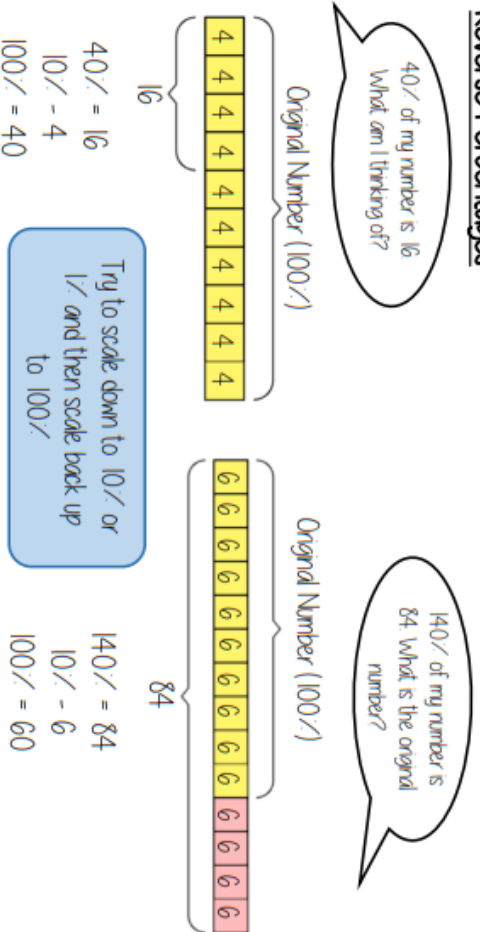 40% of my number is 16.
What am I thinking of?
Original Number (100%)
4 4 4 4 4 4 4 4 4 4
16
40% = 16
10% - 4
100% = 40
Try to scale down to 10% or
1% and then scale back up
to 100%
140% of my number is
84. What is the original
number?
Original Number (100%)
6 6 6 6 6 6 6 6 6 6 6 6 6 6
84
140% = 84
10% - 6
100% = 60